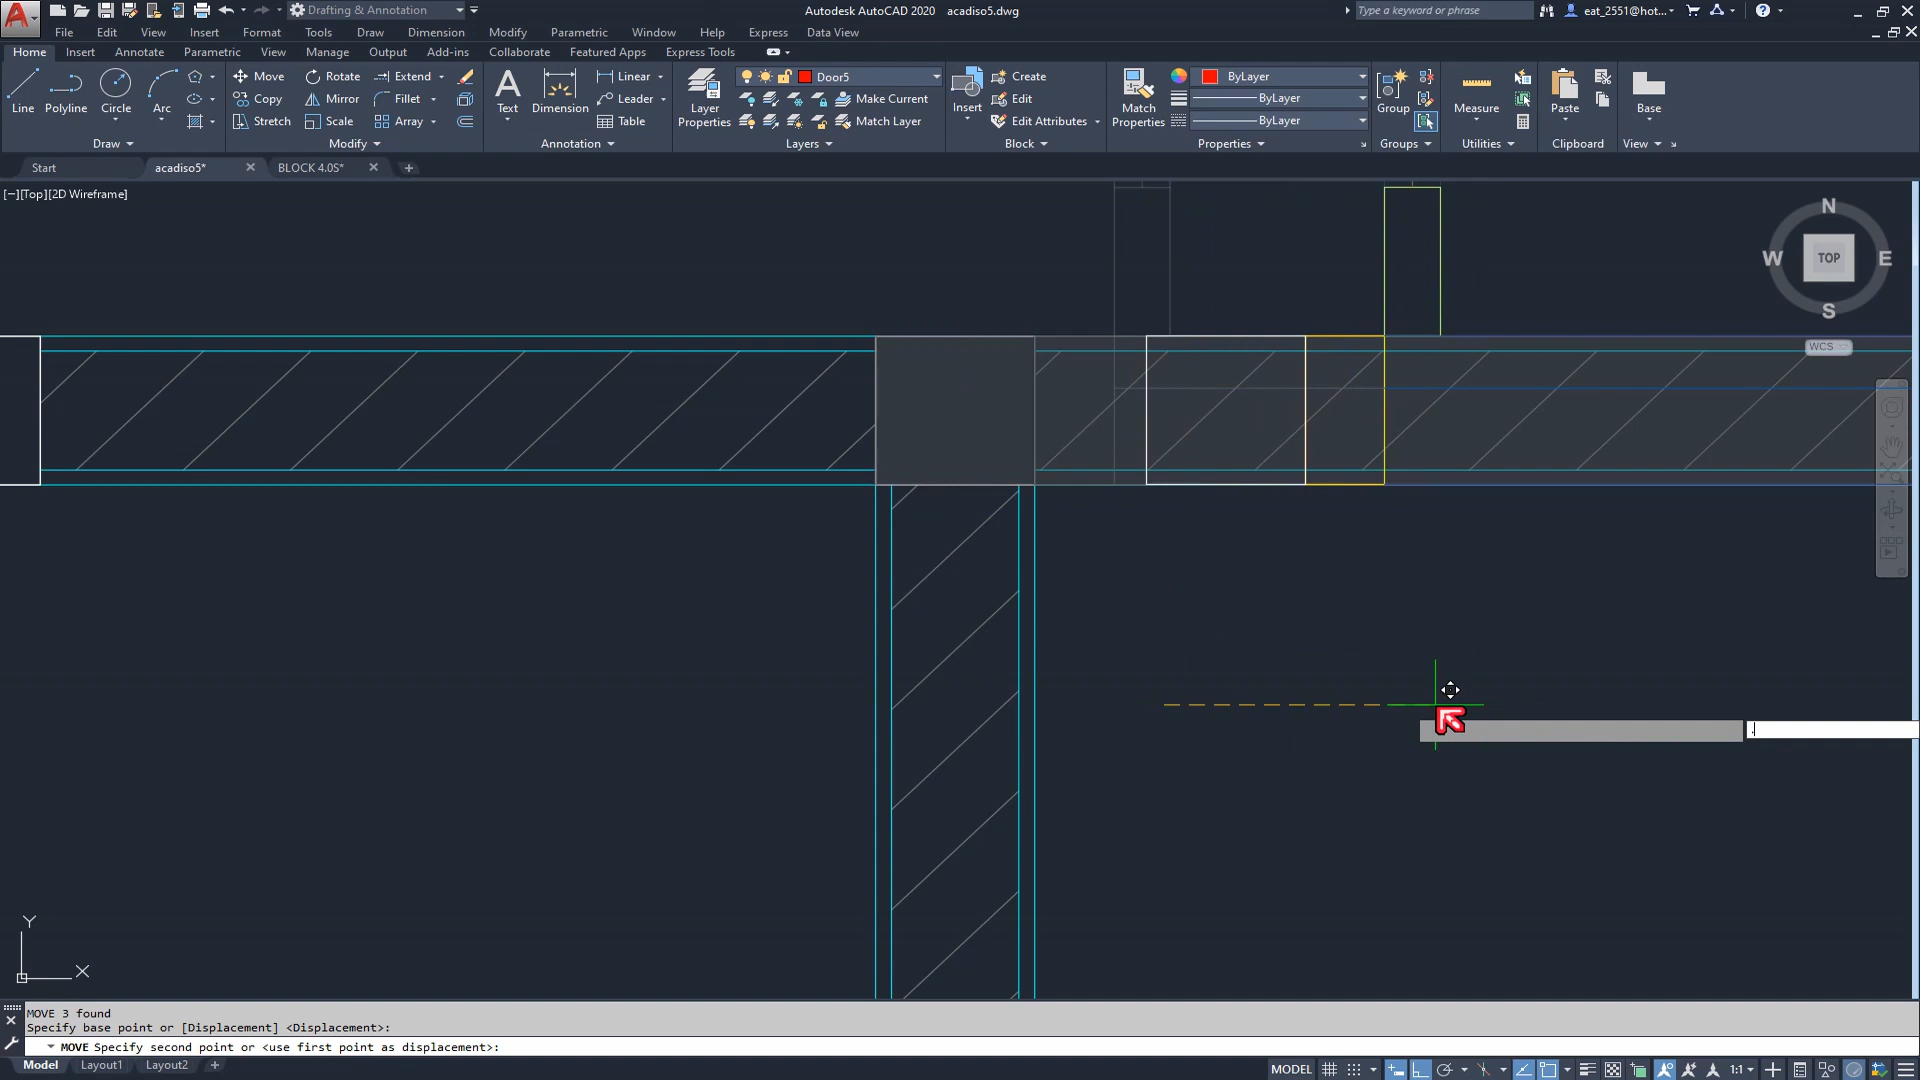 Drafting & Annotation
Autodesk AutoCAD 2020 acadiso5.dwg
Type a keyword or phrase
eat_2551@hot...
File Edit View Insert Format Tools Draw Dimension Modify Parametric Window Help Express Data View
Home Insert Annotate Parametric View Manage Output Add-ins Collaborate Featured Apps Express Tools
Line
Polyline
Circle
Arc
Draw
Move
Rotate
Extend
Copy
Mirror
Fillet
Stretch
Scale
Array
Modify
Text
Dimension
Linear
Leader
Table
Annotation
Layer
Properties
Door5
Make Current
Match Layer
Layers
Insert
Create
Edit
Edit Attributes
Block
Match
Properties
ByLayer
ByLayer
ByLayer
Properties
Group
Groups
Measure
Utilities
Paste
Clipboard
Base
View
Start
acadiso5*
BLOCK 4.0S*
[−][Top][2D Wireframe]
N
W
TOP
E
S
WCS
.
Y
X
MOVE 3 found
Specify base point or [Displacement] <Displacement>:
MOVE Specify second point or <use first point as displacement>:
Model Layout1 Layout2
MODEL
1:1